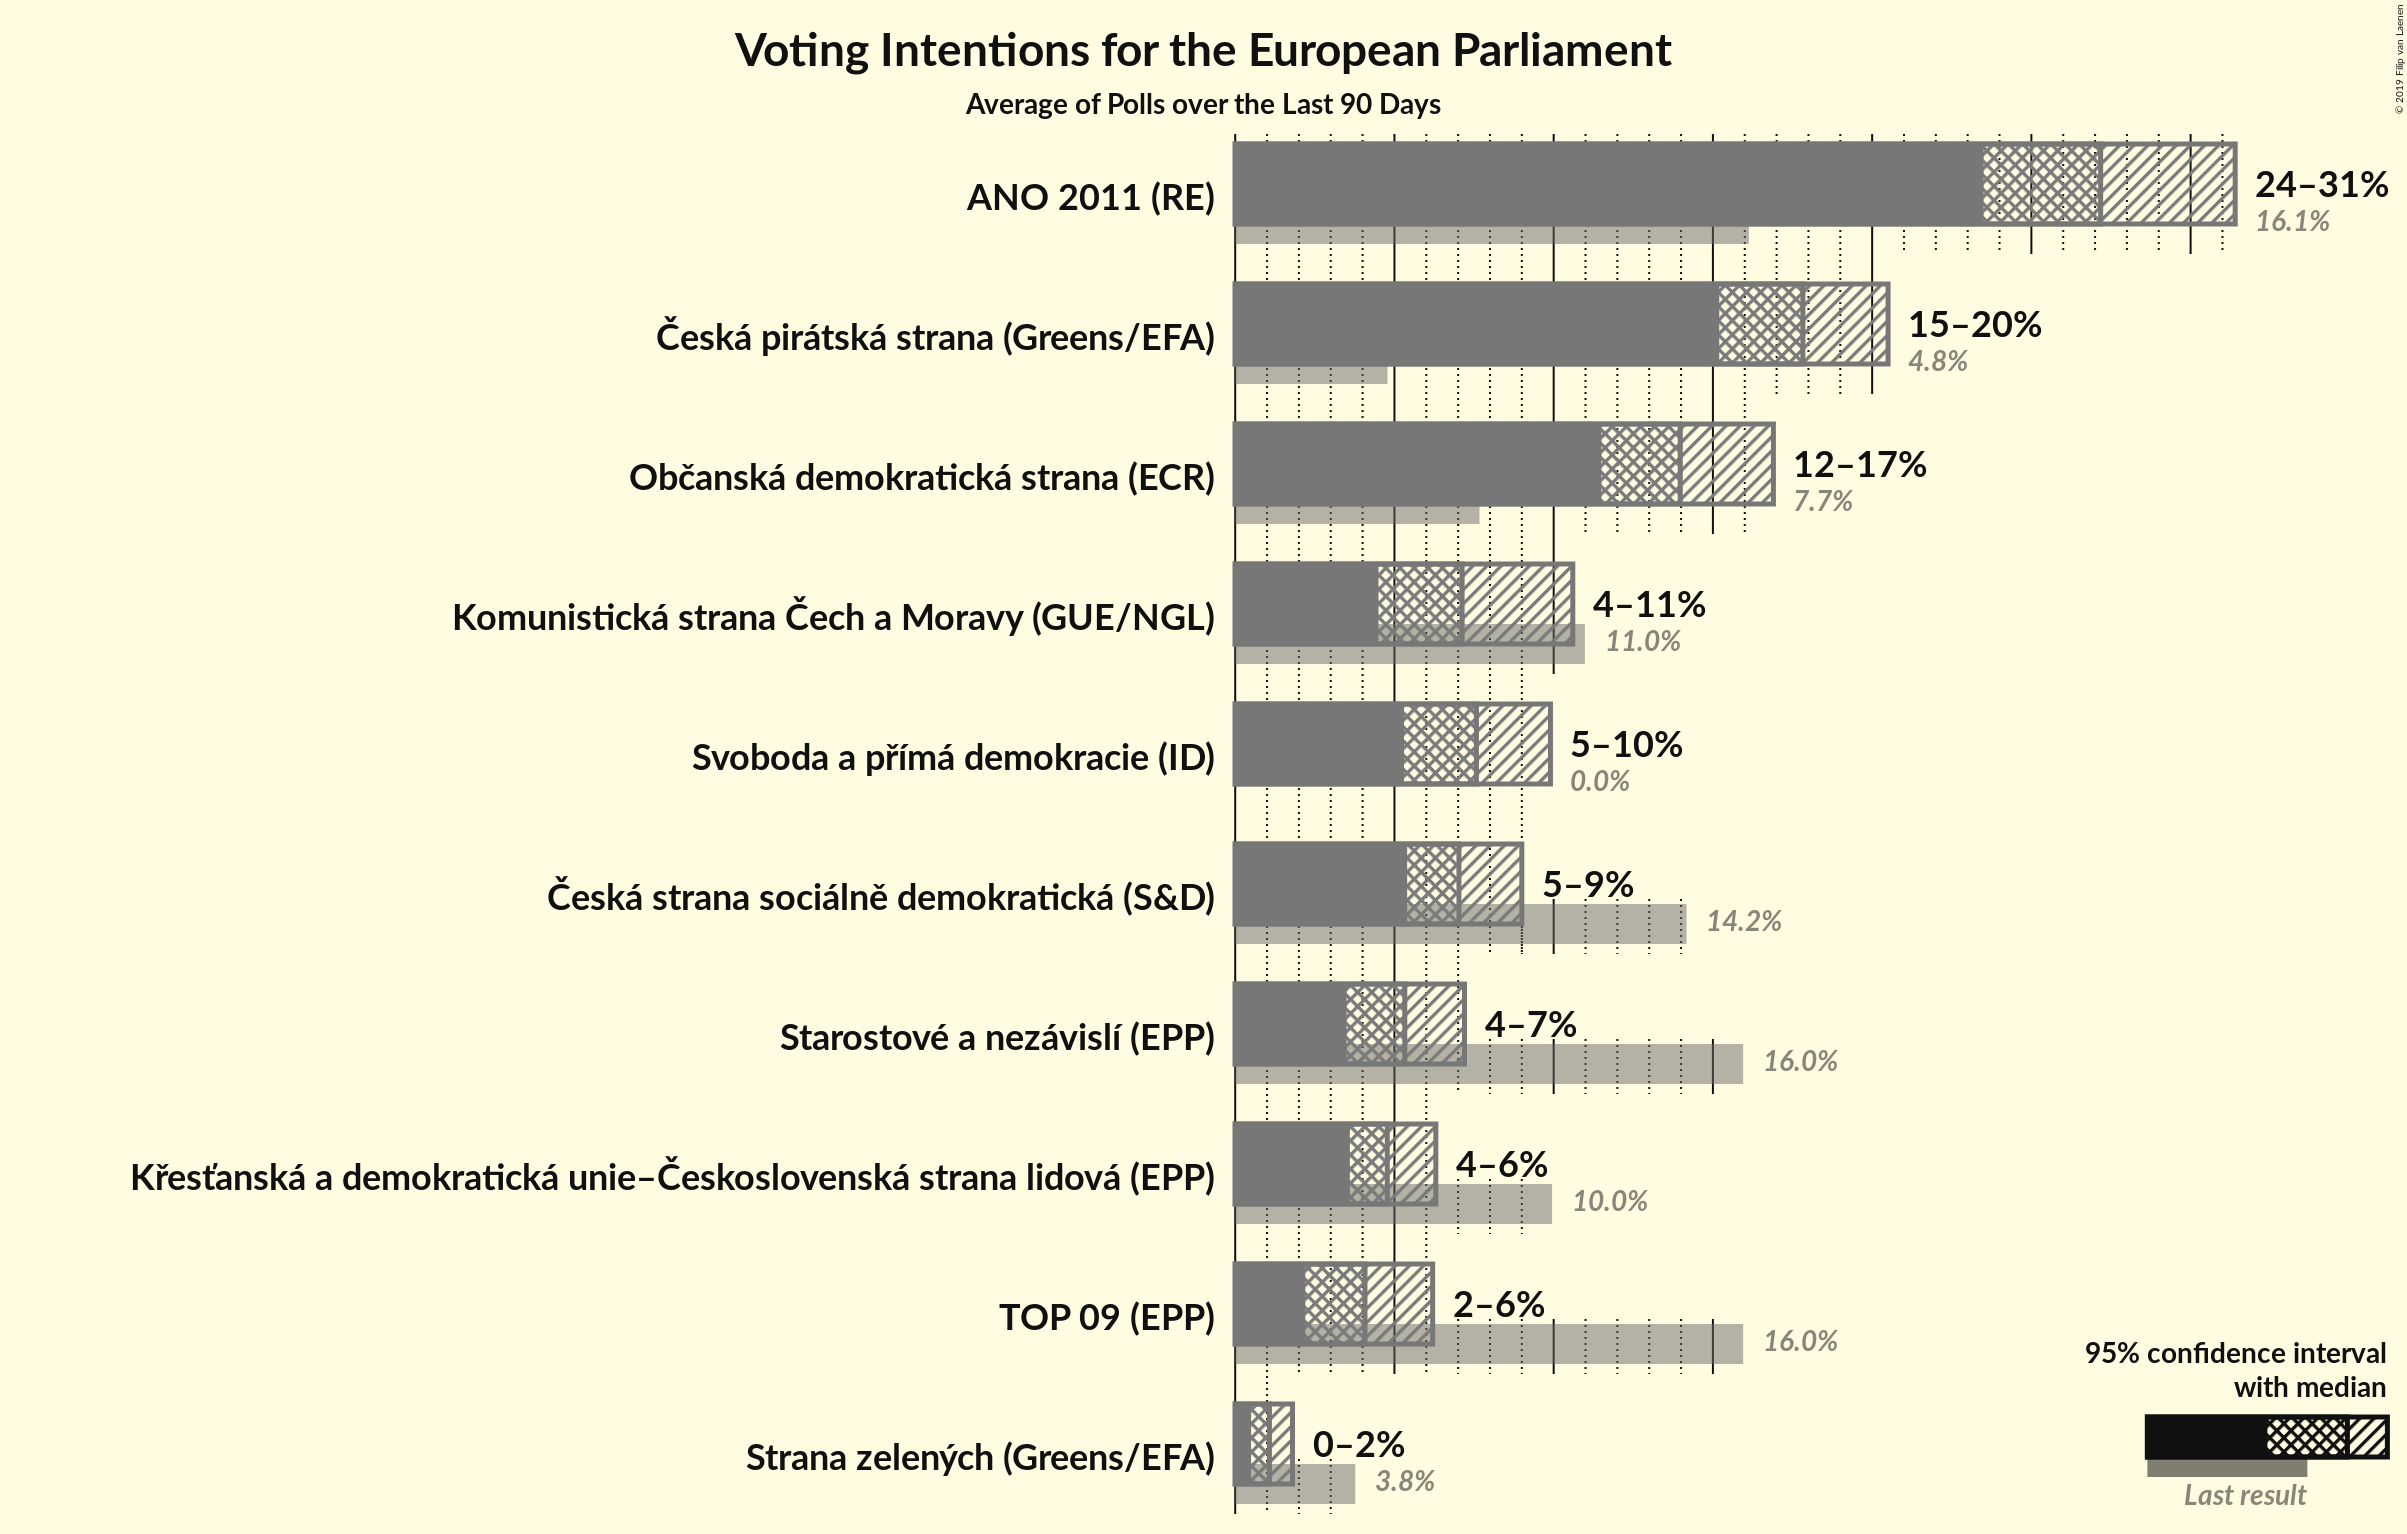 Voting Intentions for the European Parliament
Average of Polls over the Last 90 Days
© 2019 Filip van Laenen
ANO 2011 (RE)
24–31%
16.1%
Česká pirátská strana (Greens/EFA)
15–20%
4.8%
Občanská demokratická strana (ECR)
12–17%
7.7%
Komunistická strana Čech a Moravy (GUE/NGL)
4–11%
11.0%
Svoboda a přímá demokracie (ID)
5–10%
0.0%
Česká strana sociálně demokratická (S&D)
5–9%
14.2%
Starostové a nezávislí (EPP)
4–7%
16.0%
Křesťanská a demokratická unie–Československá strana lidová (EPP)
4–6%
10.0%
TOP 09 (EPP)
2–6%
16.0%
Strana zelených (Greens/EFA)
0–2%
3.8%
95% confidence interval
with median
Last result